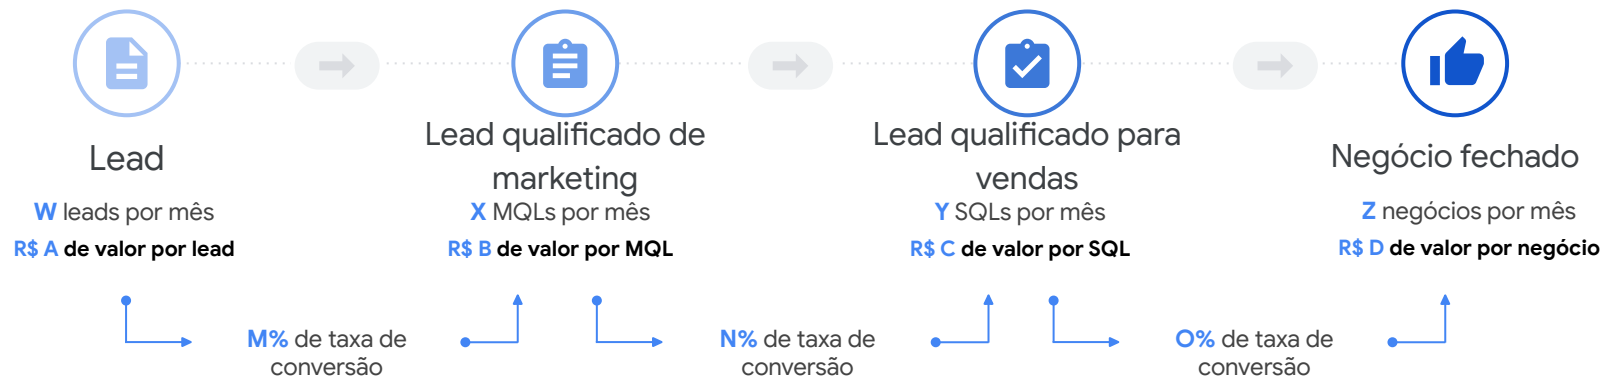 Lead
W leads por mês
R$ A de valor por lead
Lead qualificado de
marketing
X MQLs por mês
R$ B de valor por MQL
Lead qualificado para
vendas
Y SQLs por mês
R$ C de valor por SQL
Negócio fechado
Z negócios por mês
R$ D de valor por negócio
M% de taxa de
conversão
N% de taxa de
conversão
O% de taxa de
conversão